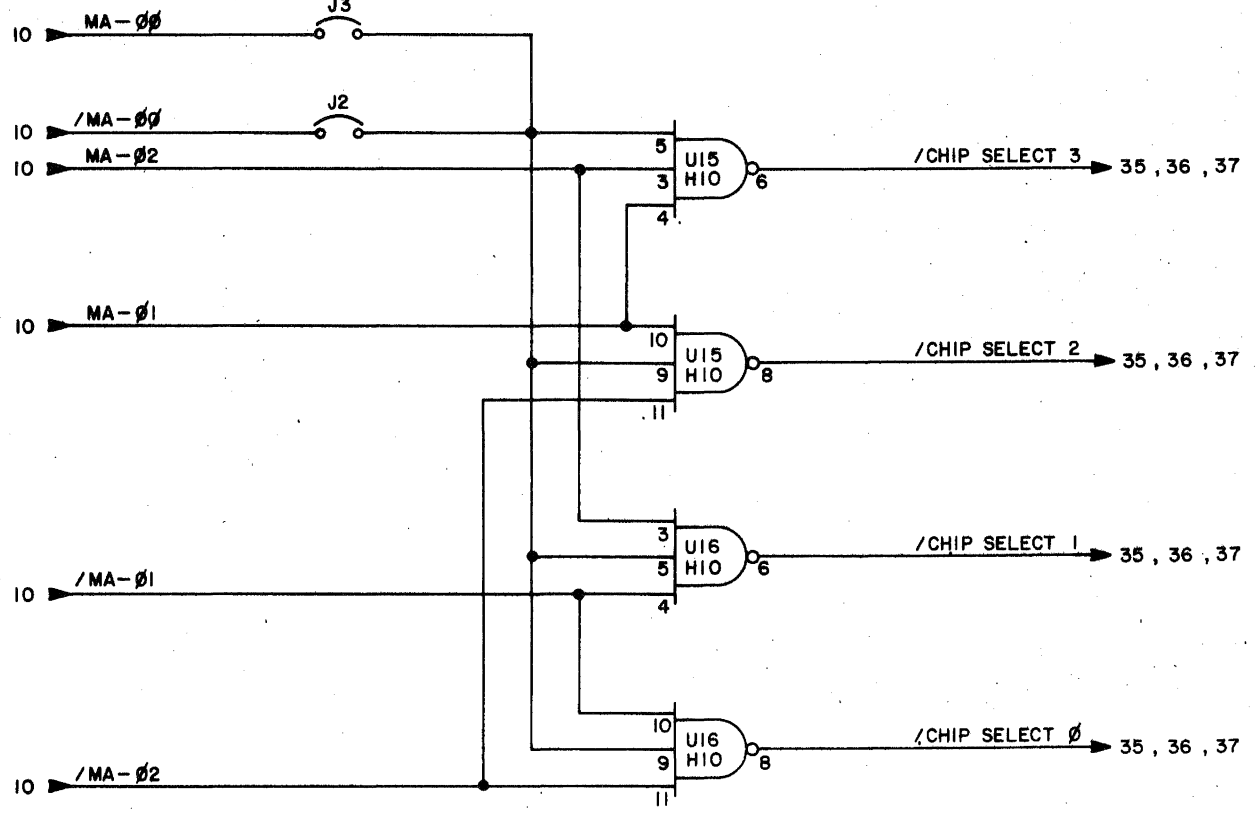 J3
10 MA-ØØ
J2
10 /MA-ØØ
10 MA-Ø2
5
3
4
U15
H10
6
/CHIP SELECT 3
35, 36, 37
10 MA-Ø1
10
9
11
U15
H10
8
/CHIP SELECT 2
35, 36, 37
3
5
4
U16
H10
6
/CHIP SELECT 1
35, 36, 37
10 /MA-Ø1
10
9
11
U16
H10
8
/CHIP SELECT Ø
35, 36, 37
10 /MA-Ø2